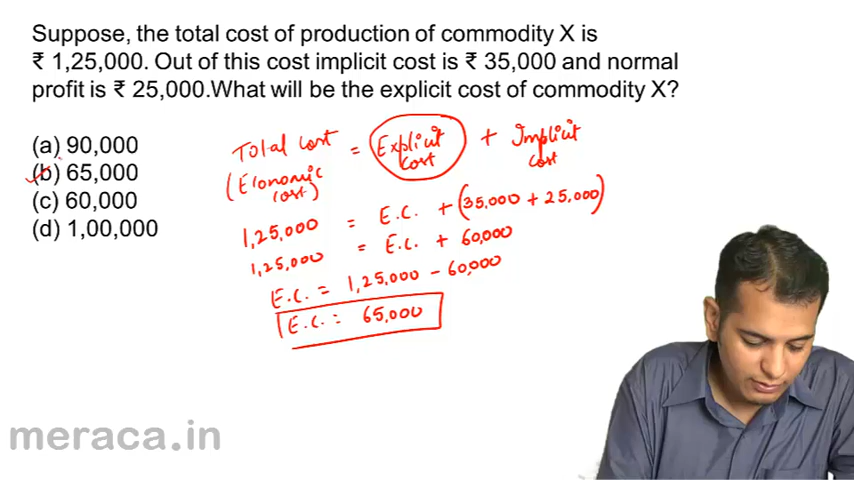 Suppose, the total cost of production of commodity X is
₹ 1,25,000. Out of this cost implicit cost is ₹ 35,000 and normal
profit is ₹ 25,000.What will be the explicit cost of commodity X?
(a) 90,000
(b) 65,000
(c) 60,000
(d) 1,00,000
Total cost = Explicit cost + Implicit cost
(Economic cost)
1,25,000 = E.C. + (35,000 + 25,000)
1,25,000 = E.C. + 60,000
E.C. = 1,25,000 - 60,000
E.C. = 65,000
meraca.in